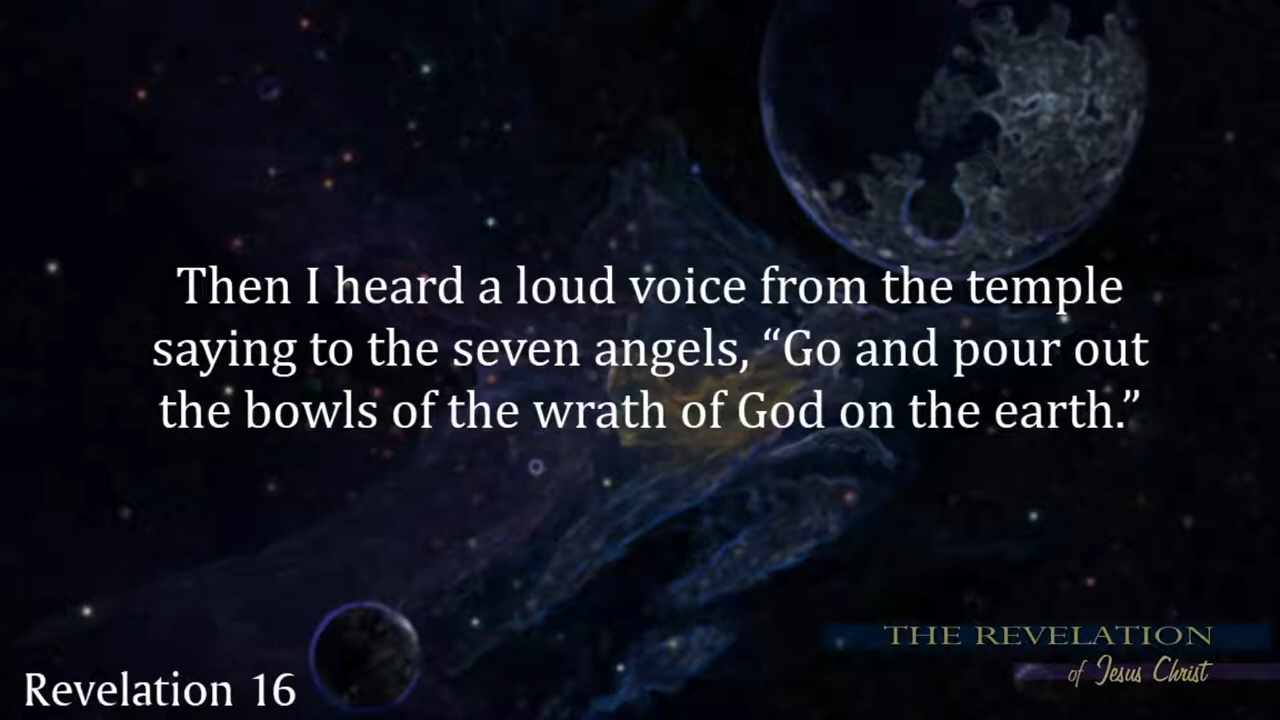 Then I heard a loud voice from the temple
saying to the seven angels, “Go and pour out
the bowls of the wrath of God on the earth.”
THE REVELATION
of Jesus Christ
Revelation 16